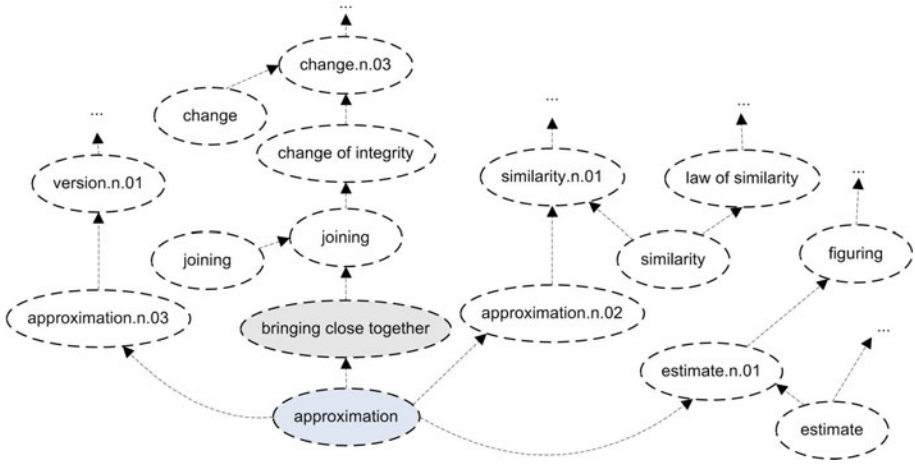 ...
change.n.03
...
...
...
change
change of integrity
version.n.01
similarity.n.01
law of similarity
...
joining
joining
similarity
figuring
approximation.n.03
bringing close together
approximation.n.02
...
estimate.n.01
approximation
estimate